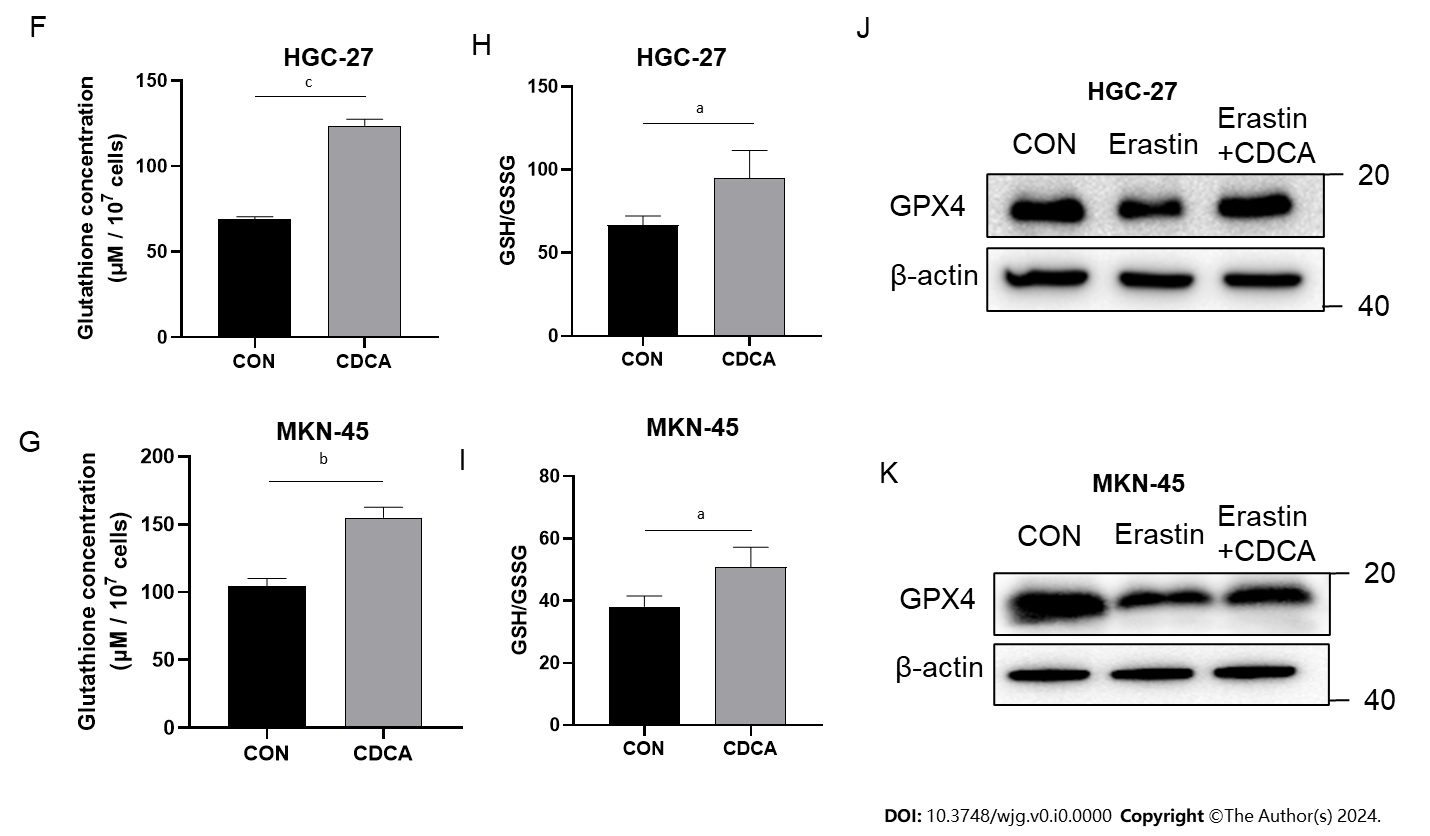 F
HGC-27
c
Glutathione concentration
(µM / 10⁷ cells)
150
100
50
0
CON CDCA
H
HGC-27
a
GSH/GSSG
150
100
50
0
CON CDCA
J
HGC-27
CON Erastin Erastin
+CDCA
20
GPX4
β-actin
40
G
MKN-45
b
Glutathione concentration
(µM / 10⁷ cells)
200
150
100
50
0
CON CDCA
I
MKN-45
a
GSH/GSSG
80
60
40
20
0
CON CDCA
K
MKN-45
CON Erastin Erastin
+CDCA
20
GPX4
β-actin
40
DOI: 10.3748/wjg.v0.i0.0000 Copyright ©The Author(s) 2024.